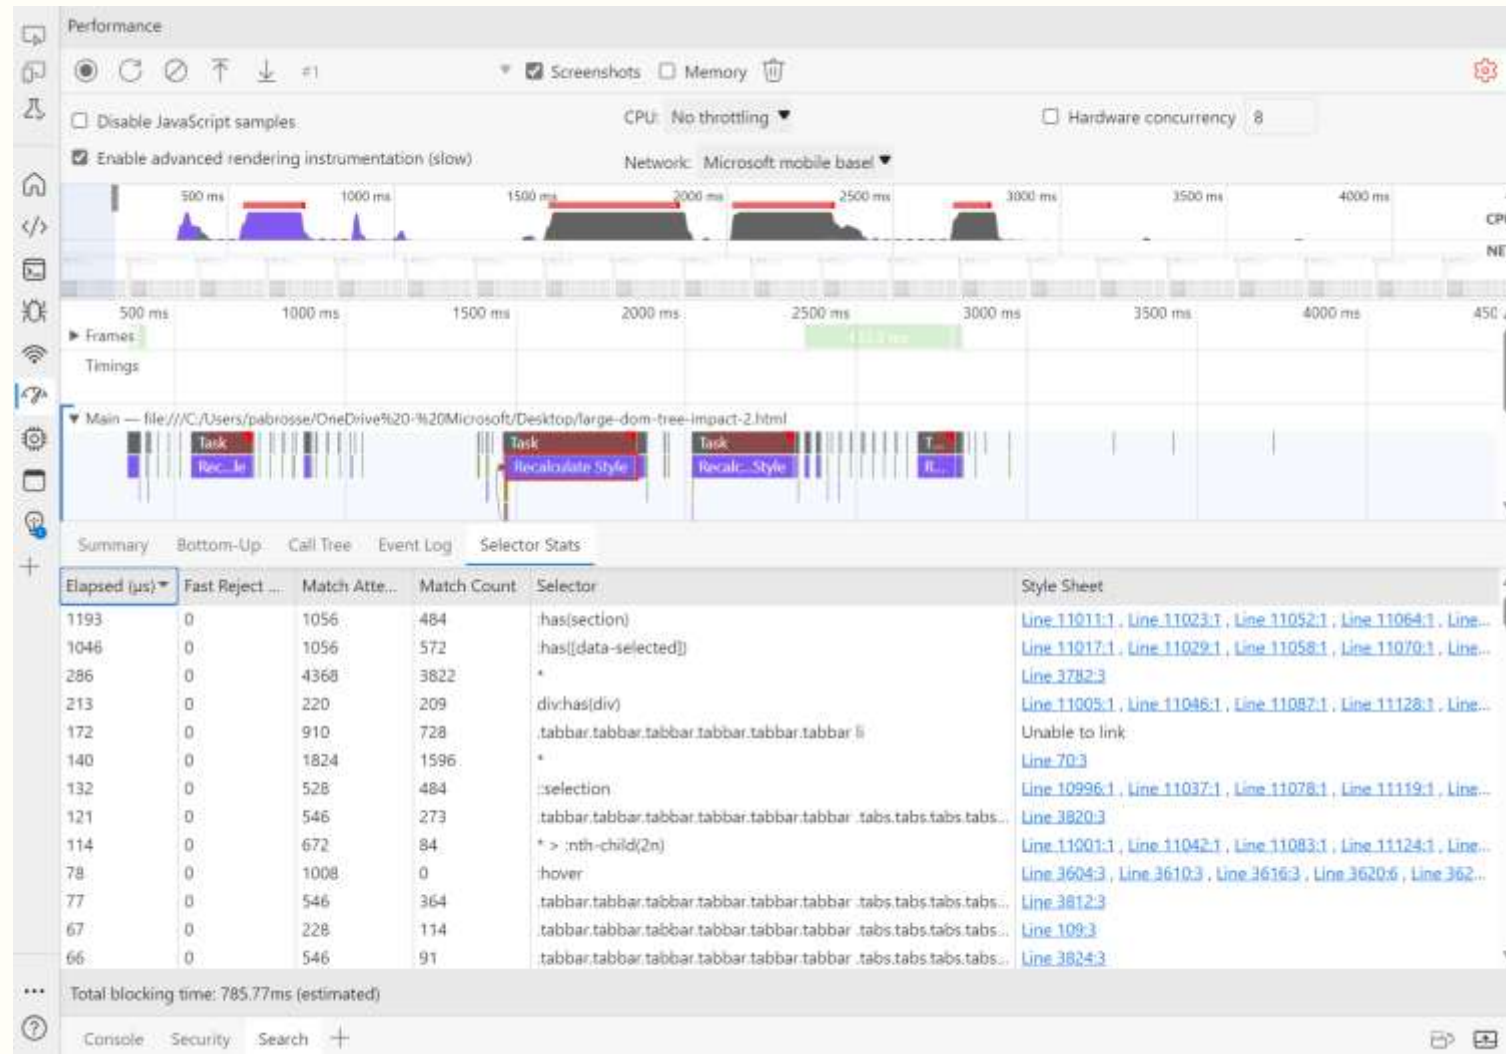 Performance
#1 Screenshots Memory
Disable JavaScript samples CPU: No throttling Hardware concurrency 8
Enable advanced rendering instrumentation (slow) Network: Microsoft mobile basel
500 ms 1000 ms 1500 ms 2000 ms 2500 ms 3000 ms 3500 ms 4000 ms
CPU
NE
500 ms 1000 ms 1500 ms 2000 ms 2500 ms 3000 ms 3500 ms 4000 ms 450
Frames
Timings
Main — file:///C:/Users/pabrosse/OneDrive%20-%20Microsoft/Desktop/large-dom-tree-impact-2.html
Task Task Task T...
Rec...le Recalculate Style Recalc...Style R...
Summary Bottom-Up Call Tree Event Log Selector Stats
Elapsed (µs) Fast Reject ... Match Atte... Match Count Selector Style Sheet
1193 0 1056 484 :has(section) Line 11011:1 , Line 11023:1 , Line 11052:1 , Line 11064:1 , Line...
1046 0 1056 572 :has([data-selected]) Line 11017:1 , Line 11029:1 , Line 11058:1 , Line 11070:1 , Line...
286 0 4368 3822 * Line 3782:3
213 0 220 209 div:has(div) Line 11005:1 , Line 11046:1 , Line 11087:1 , Line 11128:1 , Line...
172 0 910 728 .tabbar.tabbar.tabbar.tabbar.tabbar.tabbar li Unable to link
140 0 1824 1596 * Line 70:3
132 0 528 484 ::selection Line 10996:1 , Line 11037:1 , Line 11078:1 , Line 11119:1 , Line...
121 0 546 273 .tabbar.tabbar.tabbar.tabbar.tabbar.tabbar .tabs.tabs.tabs.tabs... Line 3820:3
114 0 672 84 * > :nth-child(2n) Line 11001:1 , Line 11042:1 , Line 11083:1 , Line 11124:1 , Line...
78 0 1008 0 :hover Line 3604:3 , Line 3610:3 , Line 3616:3 , Line 3620:6 , Line 362...
77 0 546 364 .tabbar.tabbar.tabbar.tabbar.tabbar.tabbar .tabs.tabs.tabs.tabs... Line 3812:3
67 0 228 114 .tabbar.tabbar.tabbar.tabbar.tabbar.tabbar .tabs.tabs.tabs.tabs... Line 109:3
66 0 546 91 .tabbar.tabbar.tabbar.tabbar.tabbar.tabbar .tabs.tabs.tabs.tabs... Line 3824:3
Total blocking time: 785.77ms (estimated)
Console Security Search